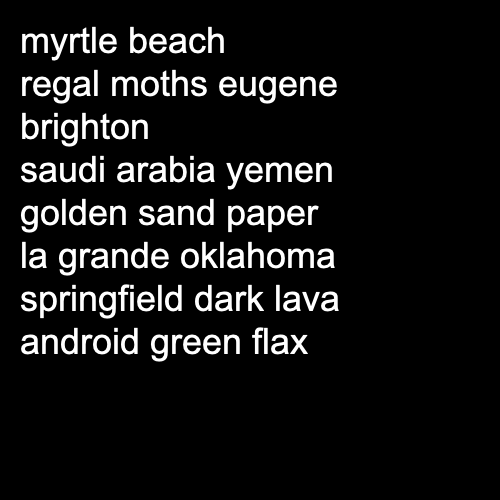 myrtle beach
regal moths eugene
brighton
saudi arabia yemen
golden sand paper
la grande oklahoma
springfield dark lava
android green flax